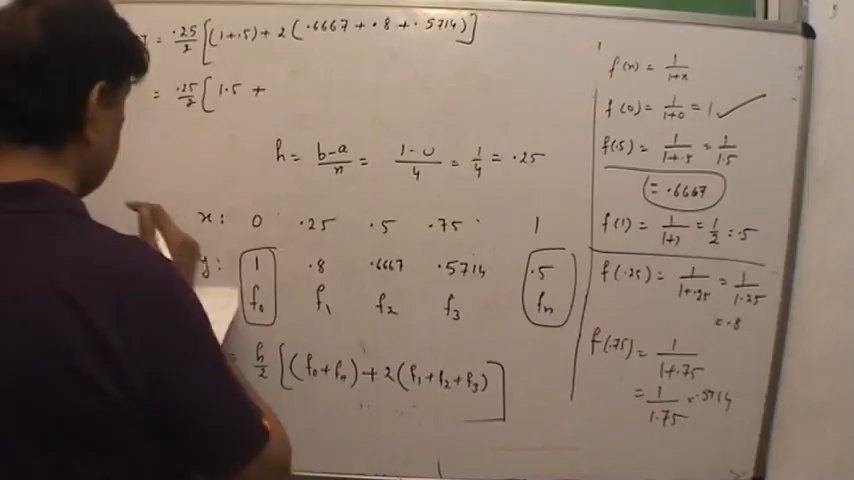 = .25/2 [(1+.5)+ 2(.6667 + .8 + .5714)]
= .25/2 [ 1.5 +
h = b-a/n = 1-0/4 = 1/4 = .25
x: 0 .25 .5 .75 1
y: 1 .8 .6667 .5714 .5
f0 f1 f2 f3 fn
= h/2 [(f0+fn)+2(f1+f2+f3)]
f(x) = 1/1+x
f(0) = 1/1+0 = 1
f(.5) = 1/1+.5 = 1/1.5
= .6667
f(1) = 1/1+1 = 1/2 = .5
f(.25) = 1/1+.25 = 1/1.25
= .8
f(.75) = 1/1+.75
= 1/1.75 = .5714